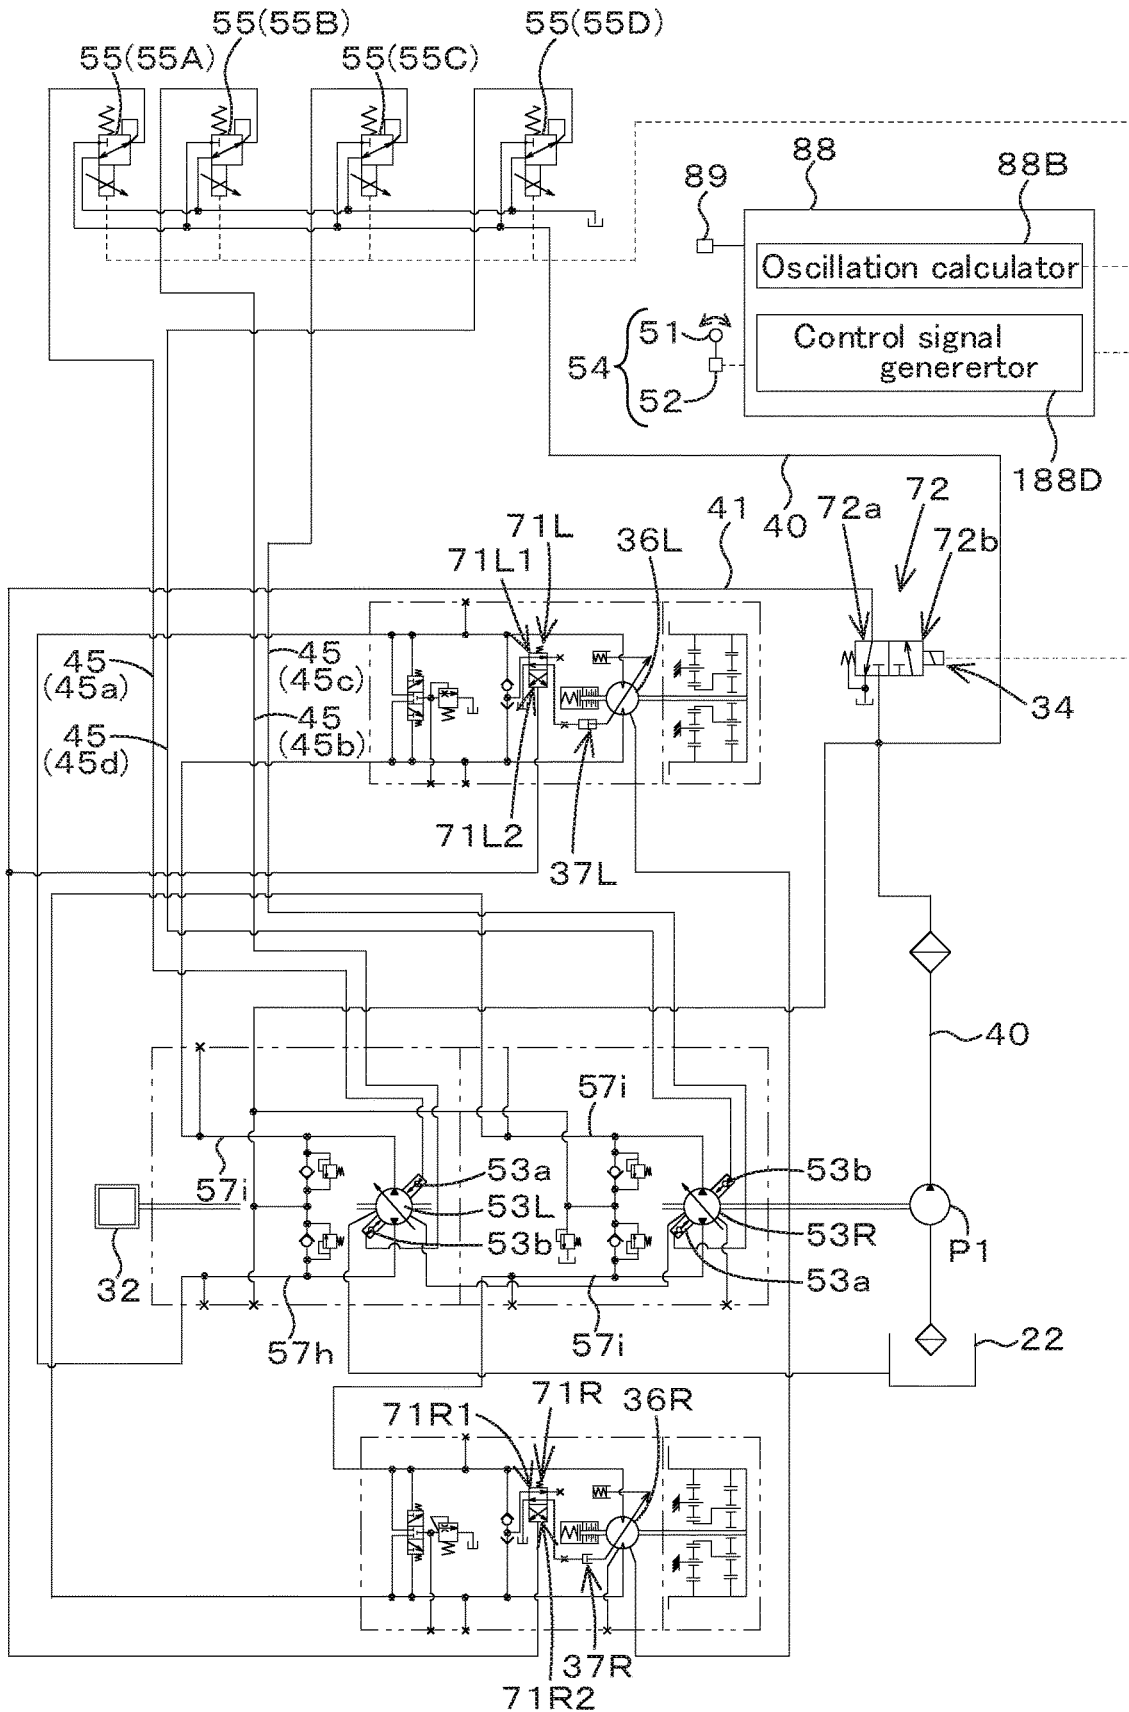 55(55B)
55(55D)
55(55A)
55(55C)
88
88B
89
Oscillation calculator
51
54
Control signal
generertor
52
188D
72
41
40
72a
71L
36L
72b
71L1
45
(45a)
45
(45c)
34
45
(45d)
45
(45b)
71L2
37L
40
57i
53a
53b
57i
53L
53R
53b
P1
32
53a
57h
57i
22
71R
36R
71R1
37R
71R2